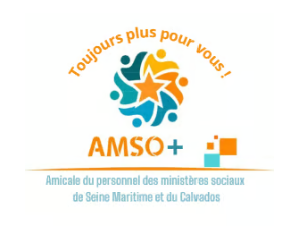 Toujours plus pour vous !
AMSO+
Amicale du personnel des ministères sociaux
de Seine Maritime et du Calvados